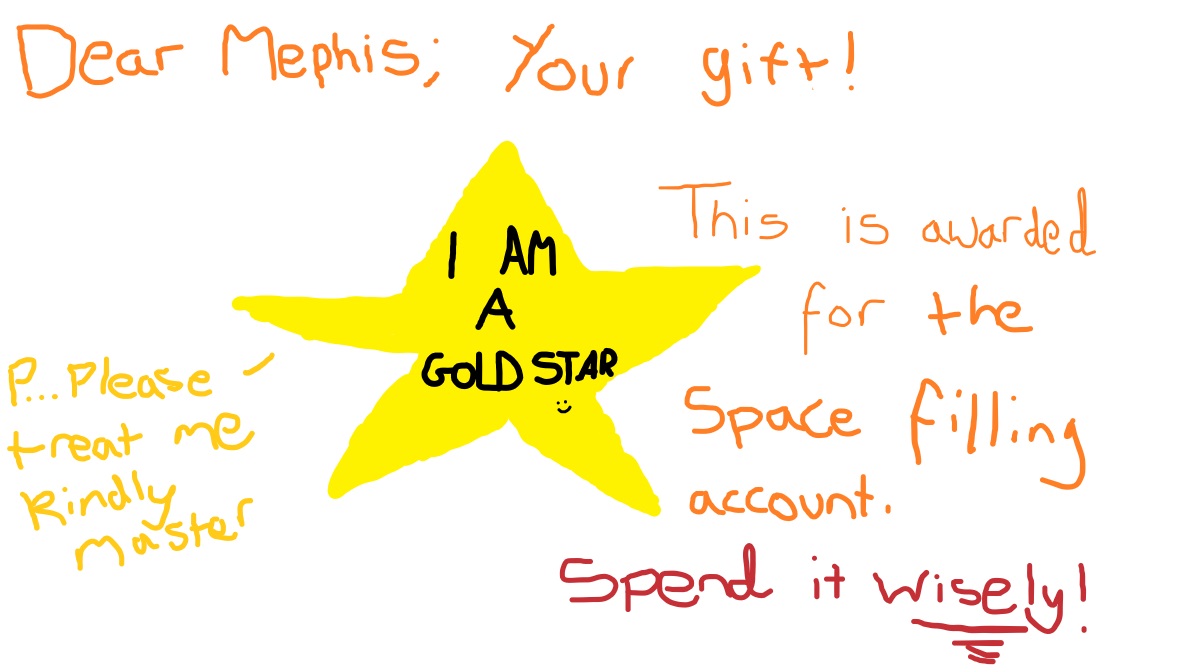 Dear Mephis; Your gift!
I AM
A
GOLD STAR
This is awarded
for the
Space filling
account.
Spend it wisely!
P...Please
treat me
kindly
master